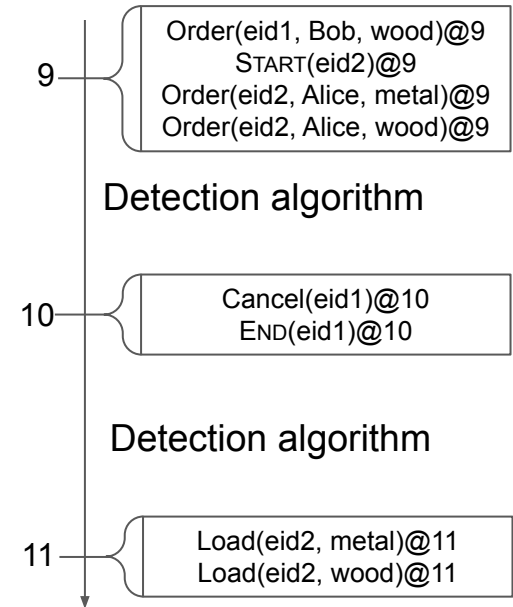 9
Order(eid1, Bob, wood)@9
START(eid2)@9
Order(eid2, Alice, metal)@9
Order(eid2, Alice, wood)@9
Detection algorithm
10
Cancel(eid1)@10
END(eid1)@10
Detection algorithm
11
Load(eid2, metal)@11
Load(eid2, wood)@11